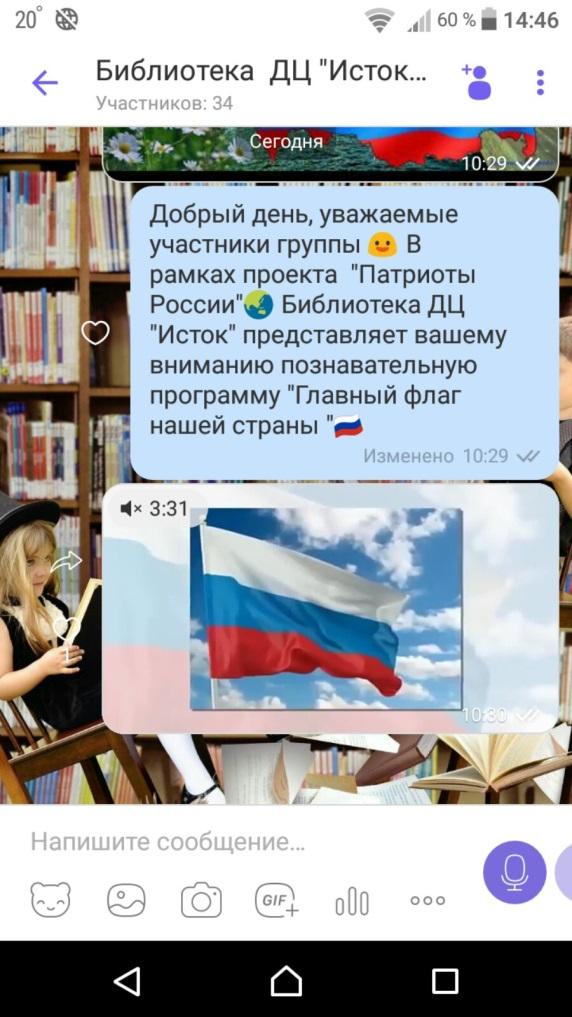 20° 60 % 14:46
Библиотека ДЦ "Исток...
Участников: 34
Сегодня
10:29
Добрый день, уважаемые
участники группы 🙂 В
рамках проекта "Патриоты
России"🌏 Библиотека ДЦ
"Исток" представляет вашему
вниманию познавательную
программу "Главный флаг
нашей страны "🇷🇺
Изменено 10:29
3:31
10:30
Напишите сообщение...
GIF